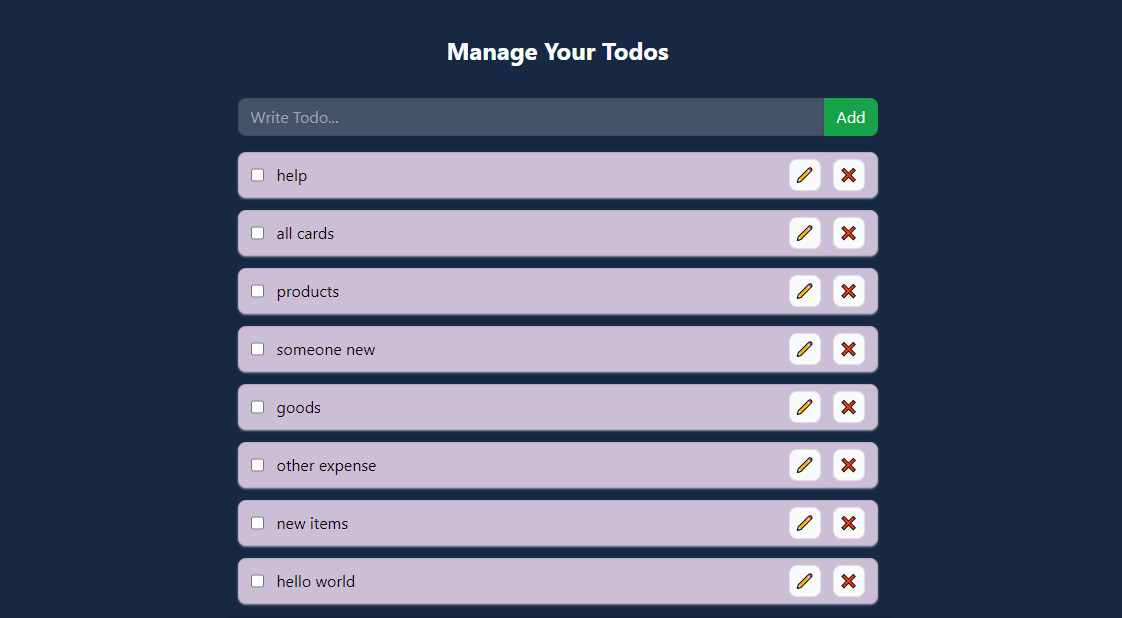 Manage Your Todos
Write Todo...
Add
help
all cards
products
someone new
goods
other expense
new items
hello world